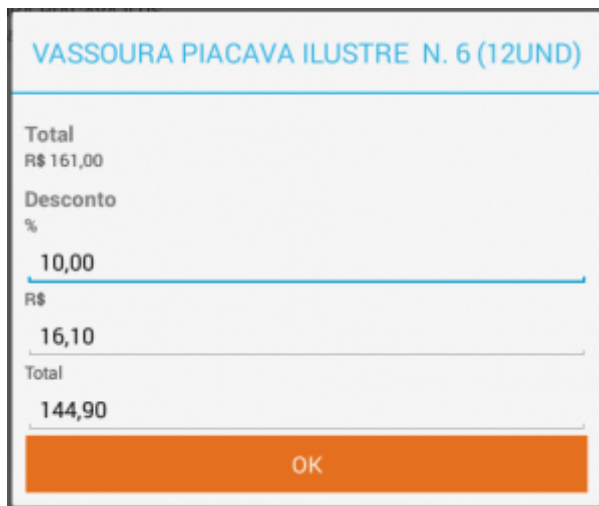 VASSOURA PIACAVA ILUSTRE N. 6 (12UND)
Total
R$ 161,00
Desconto
%
10,00
R$
16,10
Total
144,90
OK